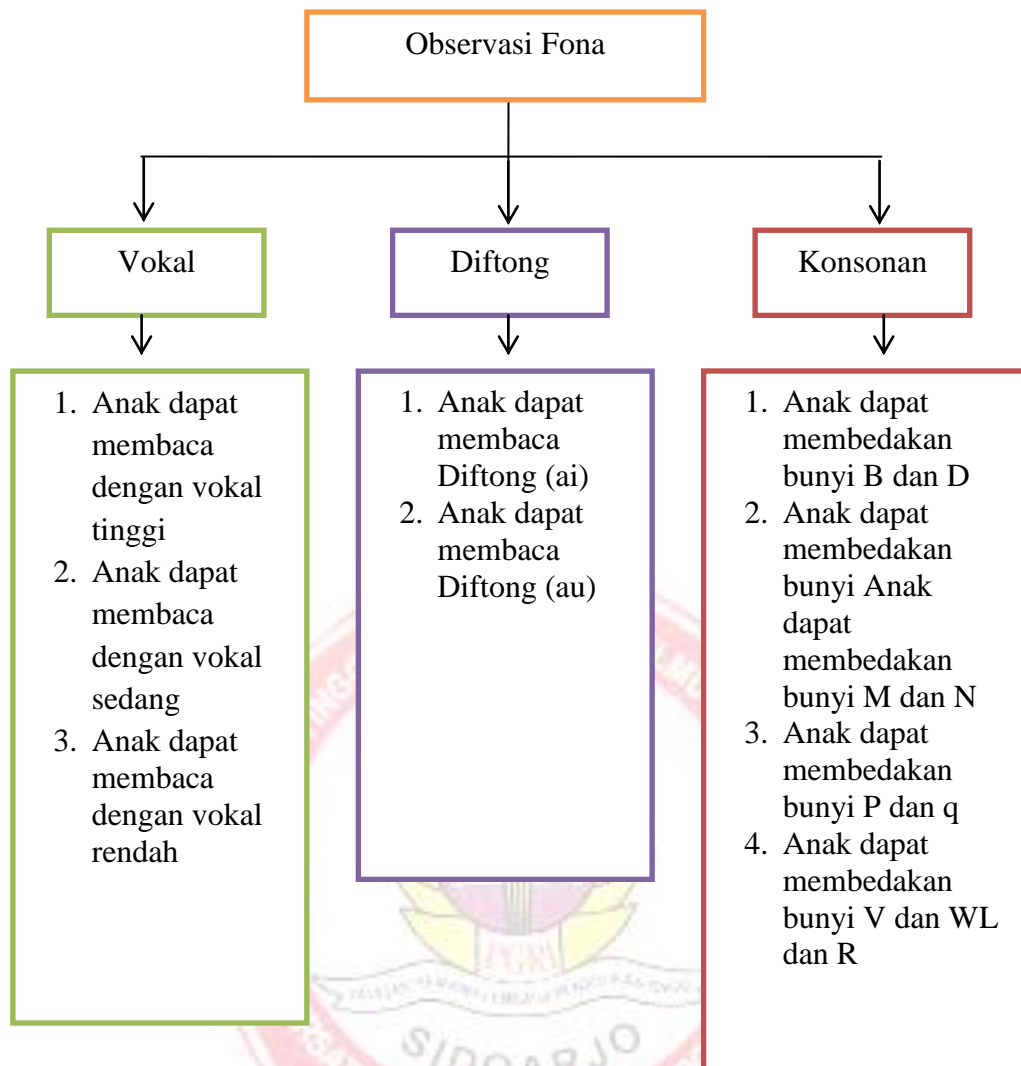 Observasi Fona
Vokal
Diftong
Konsonan
1. Anak dapat
membaca
dengan vokal
tinggi
2. Anak dapat
membaca
dengan vokal
sedang
3. Anak dapat
membaca
dengan vokal
rendah
1. Anak dapat
membaca
Diftong (ai)
2. Anak dapat
membaca
Diftong (au)
1. Anak dapat
membedakan
bunyi B dan D
2. Anak dapat
membedakan
bunyi Anak
dapat
membedakan
bunyi M dan N
3. Anak dapat
membedakan
bunyi P dan q
4. Anak dapat
membedakan
bunyi V dan WL
dan R
PGRI
SIDOARJO